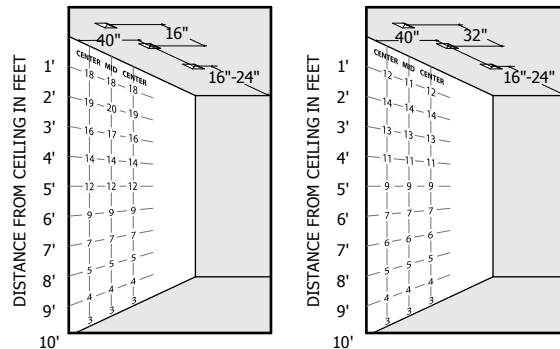 16"
40"
16"-24"
CENTER MID CENTER
DISTANCE FROM CEILING IN FEET
1' 18 18 18
2' 19 20 19
3' 16 17 16
4' 14 14 14
5' 12 12 12
6' 9 9 9
7' 7 7 7
8' 5 5 5
9' 4 4 4
10' 3 3 3
32"
40"
16"-24"
CENTER MID CENTER
DISTANCE FROM CEILING IN FEET
1' 12 11 12
2' 14 14 14
3' 13 13 13
4' 11 11 11
5' 9 9 9
6' 7 7 7
7' 6 6 6
8' 5 5 5
9' 4 4 4
10' 3 3 3